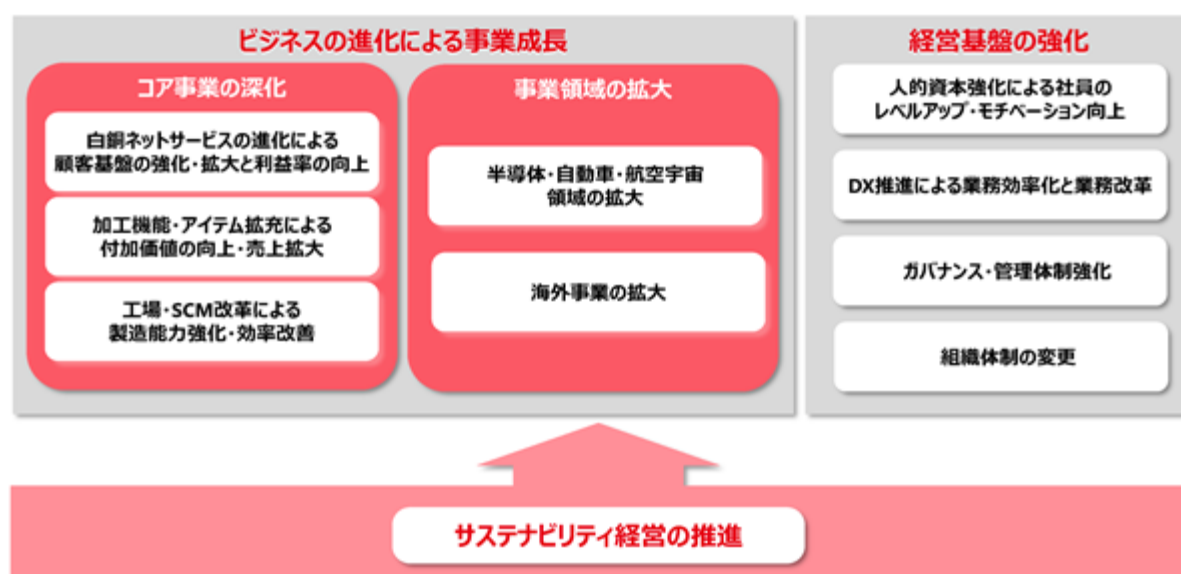 ビジネスの進化による事業成長
コア事業の深化
白銅ネットサービスの進化による
顧客基盤の強化・拡大と利益率の向上
加工機能・アイテム拡充による
付加価値の向上・売上拡大
工場・SCM改革による
製造能力強化・効率改善
事業領域の拡大
半導体・自動車・航空宇宙
領域の拡大
海外事業の拡大
経営基盤の強化
人的資本強化による社員の
レベルアップ・モチベーション向上
DX推進による業務効率化と業務改革
ガバナンス・管理体制強化
組織体制の変更
サステナビリティ経営の推進